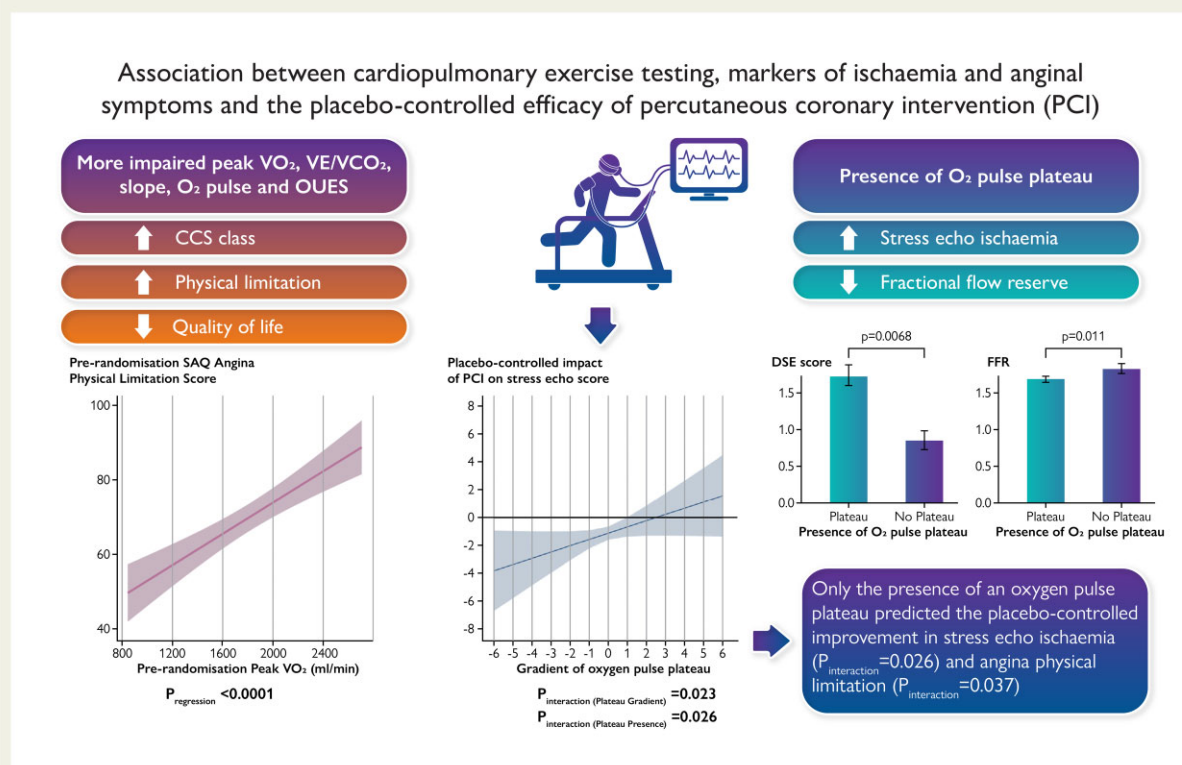 Association between cardiopulmonary exercise testing, markers of ischaemia and anginal
symptoms and the placebo-controlled efficacy of percutaneous coronary intervention (PCI)
More impaired peak VO₂, VE/VCO₂,
slope, O₂ pulse and OUES
CCS class
Physical limitation
Quality of life
Pre-randomisation SAQ Angina
Physical Limitation Score
100
80
60
40
800 1200 1600 2000 2400
Pre-randomisation Peak VO₂ (ml/min)
P regression <0.0001
Placebo-controlled impact
of PCI on stress echo score
8
6
4
2
0
-2
-4
-6
-8
-6 -5 -4 -3 -2 -1 0 1 2 3 4 5 6
Gradient of oxygen pulse plateau
P interaction (Plateau Gradient) =0.023
P interaction (Plateau Presence) =0.026
Presence of O₂ pulse plateau
Stress echo ischaemia
Fractional flow reserve
p=0.0068
DSE score
1.5
1.0
0.5
0.0
Plateau No Plateau
Presence of O₂ pulse plateau
p=0.011
FFR
1.5
1.0
0.5
0.0
Plateau No Plateau
Presence of O₂ pulse plateau
Only the presence of an oxygen pulse
plateau predicted the placebo-controlled
improvement in stress echo ischaemia
(P interaction=0.026) and angina physical
limitation (P interaction=0.037)